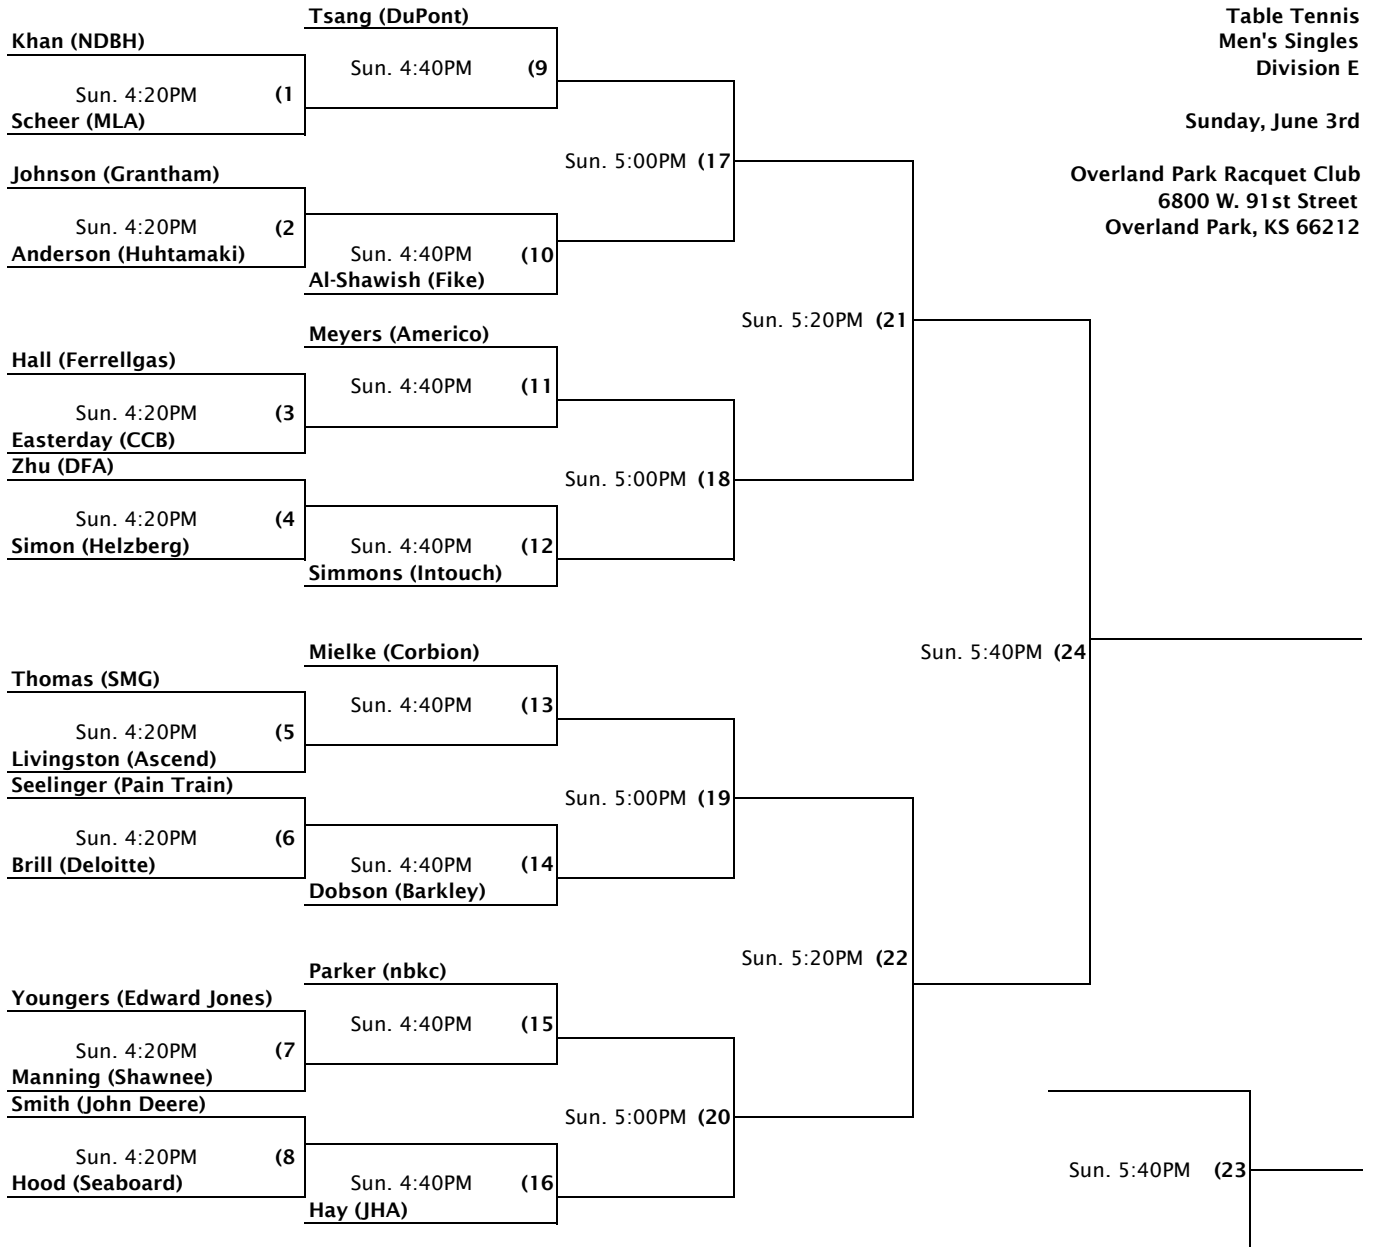 Tsang (DuPont)
Table Tennis
Khan (NDBH)
Men's Singles
Sun. 4:40PM (9
Division E
Sun. 4:20PM (1
Scheer (MLA)
Sunday, June 3rd
Sun. 5:00PM (17
Johnson (Grantham)
Overland Park Racquet Club
6800 W. 91st Street
Sun. 4:20PM (2
Overland Park, KS 66212
Anderson (Huhtamaki)
Sun. 4:40PM (10
Al-Shawish (Fike)
Sun. 5:20PM (21
Meyers (Americo)
Hall (Ferrellgas)
Sun. 4:40PM (11
Sun. 4:20PM (3
Easterday (CCB)
Zhu (DFA)
Sun. 5:00PM (18
Sun. 4:20PM (4
Simon (Helzberg)
Sun. 4:40PM (12
Simmons (Intouch)
Mielke (Corbion)
Sun. 5:40PM (24
Thomas (SMG)
Sun. 4:40PM (13
Sun. 4:20PM (5
Livingston (Ascend)
Seelinger (Pain Train)
Sun. 5:00PM (19
Sun. 4:20PM (6
Brill (Deloitte)
Sun. 4:40PM (14
Dobson (Barkley)
Sun. 5:20PM (22
Parker (nbkc)
Youngers (Edward Jones)
Sun. 4:40PM (15
Sun. 4:20PM (7
Manning (Shawnee)
Smith (John Deere)
Sun. 5:00PM (20
Sun. 4:20PM (8
Sun. 5:40PM (23
Hood (Seaboard)
Sun. 4:40PM (16
Hay (JHA)